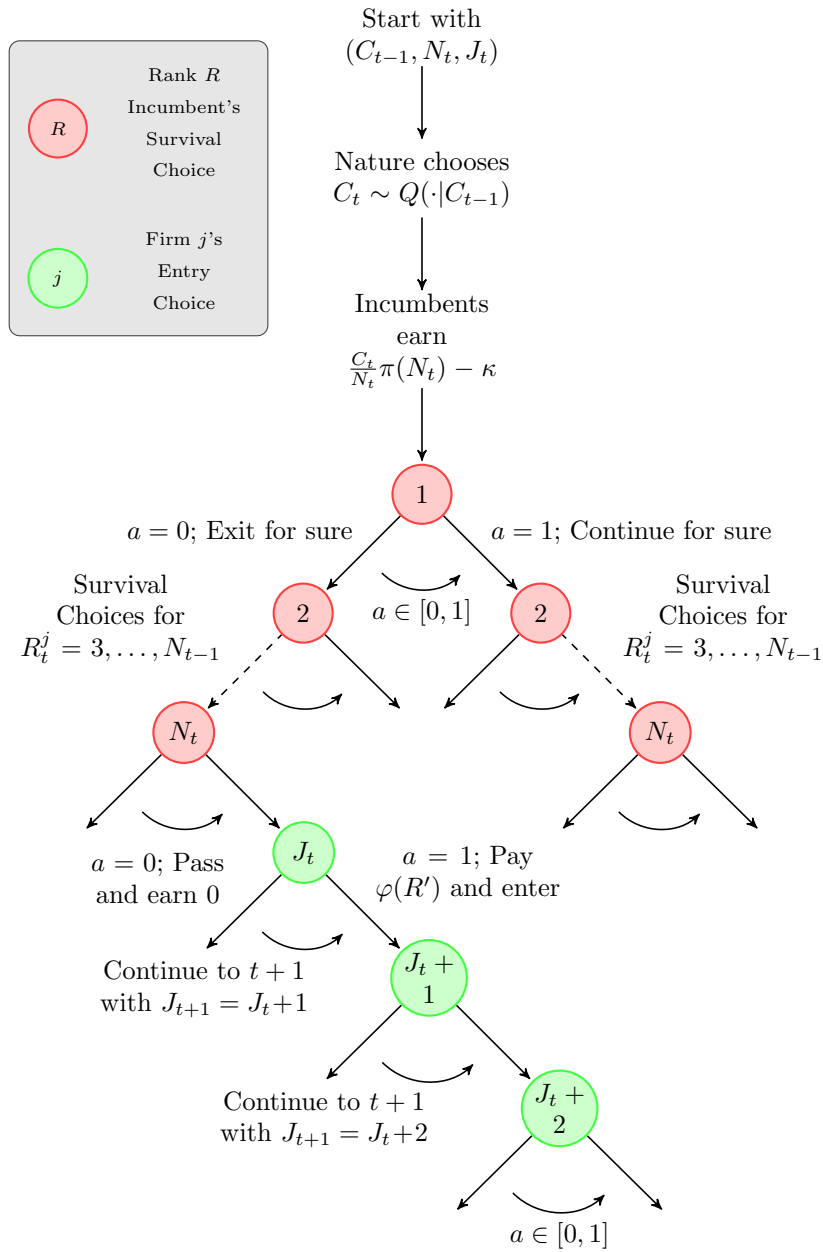 Start with
(C_{t−1}, N_t, J_t)
R
Rank R
Incumbent's
Survival
Choice
j
Firm j's
Entry
Choice
Nature chooses
C_t ∼ Q(·|C_{t−1})
Incumbents
earn
\frac{C_t}{N_t}π(N_t) − κ
1
a = 0; Exit for sure
a = 1; Continue for sure
Survival
Choices for
R_t^j = 3, . . . , N_{t−1}
2
a ∈ [0, 1]
2
Survival
Choices for
R_t^j = 3, . . . , N_{t−1}
N_t
N_t
a = 0; Pass
and earn 0
J_t
a = 1; Pay
φ(R′) and enter
Continue to t + 1
with J_{t+1} = J_t+1
J_t +
1
Continue to t + 1
with J_{t+1} = J_t+2
J_t +
2
a ∈ [0, 1]